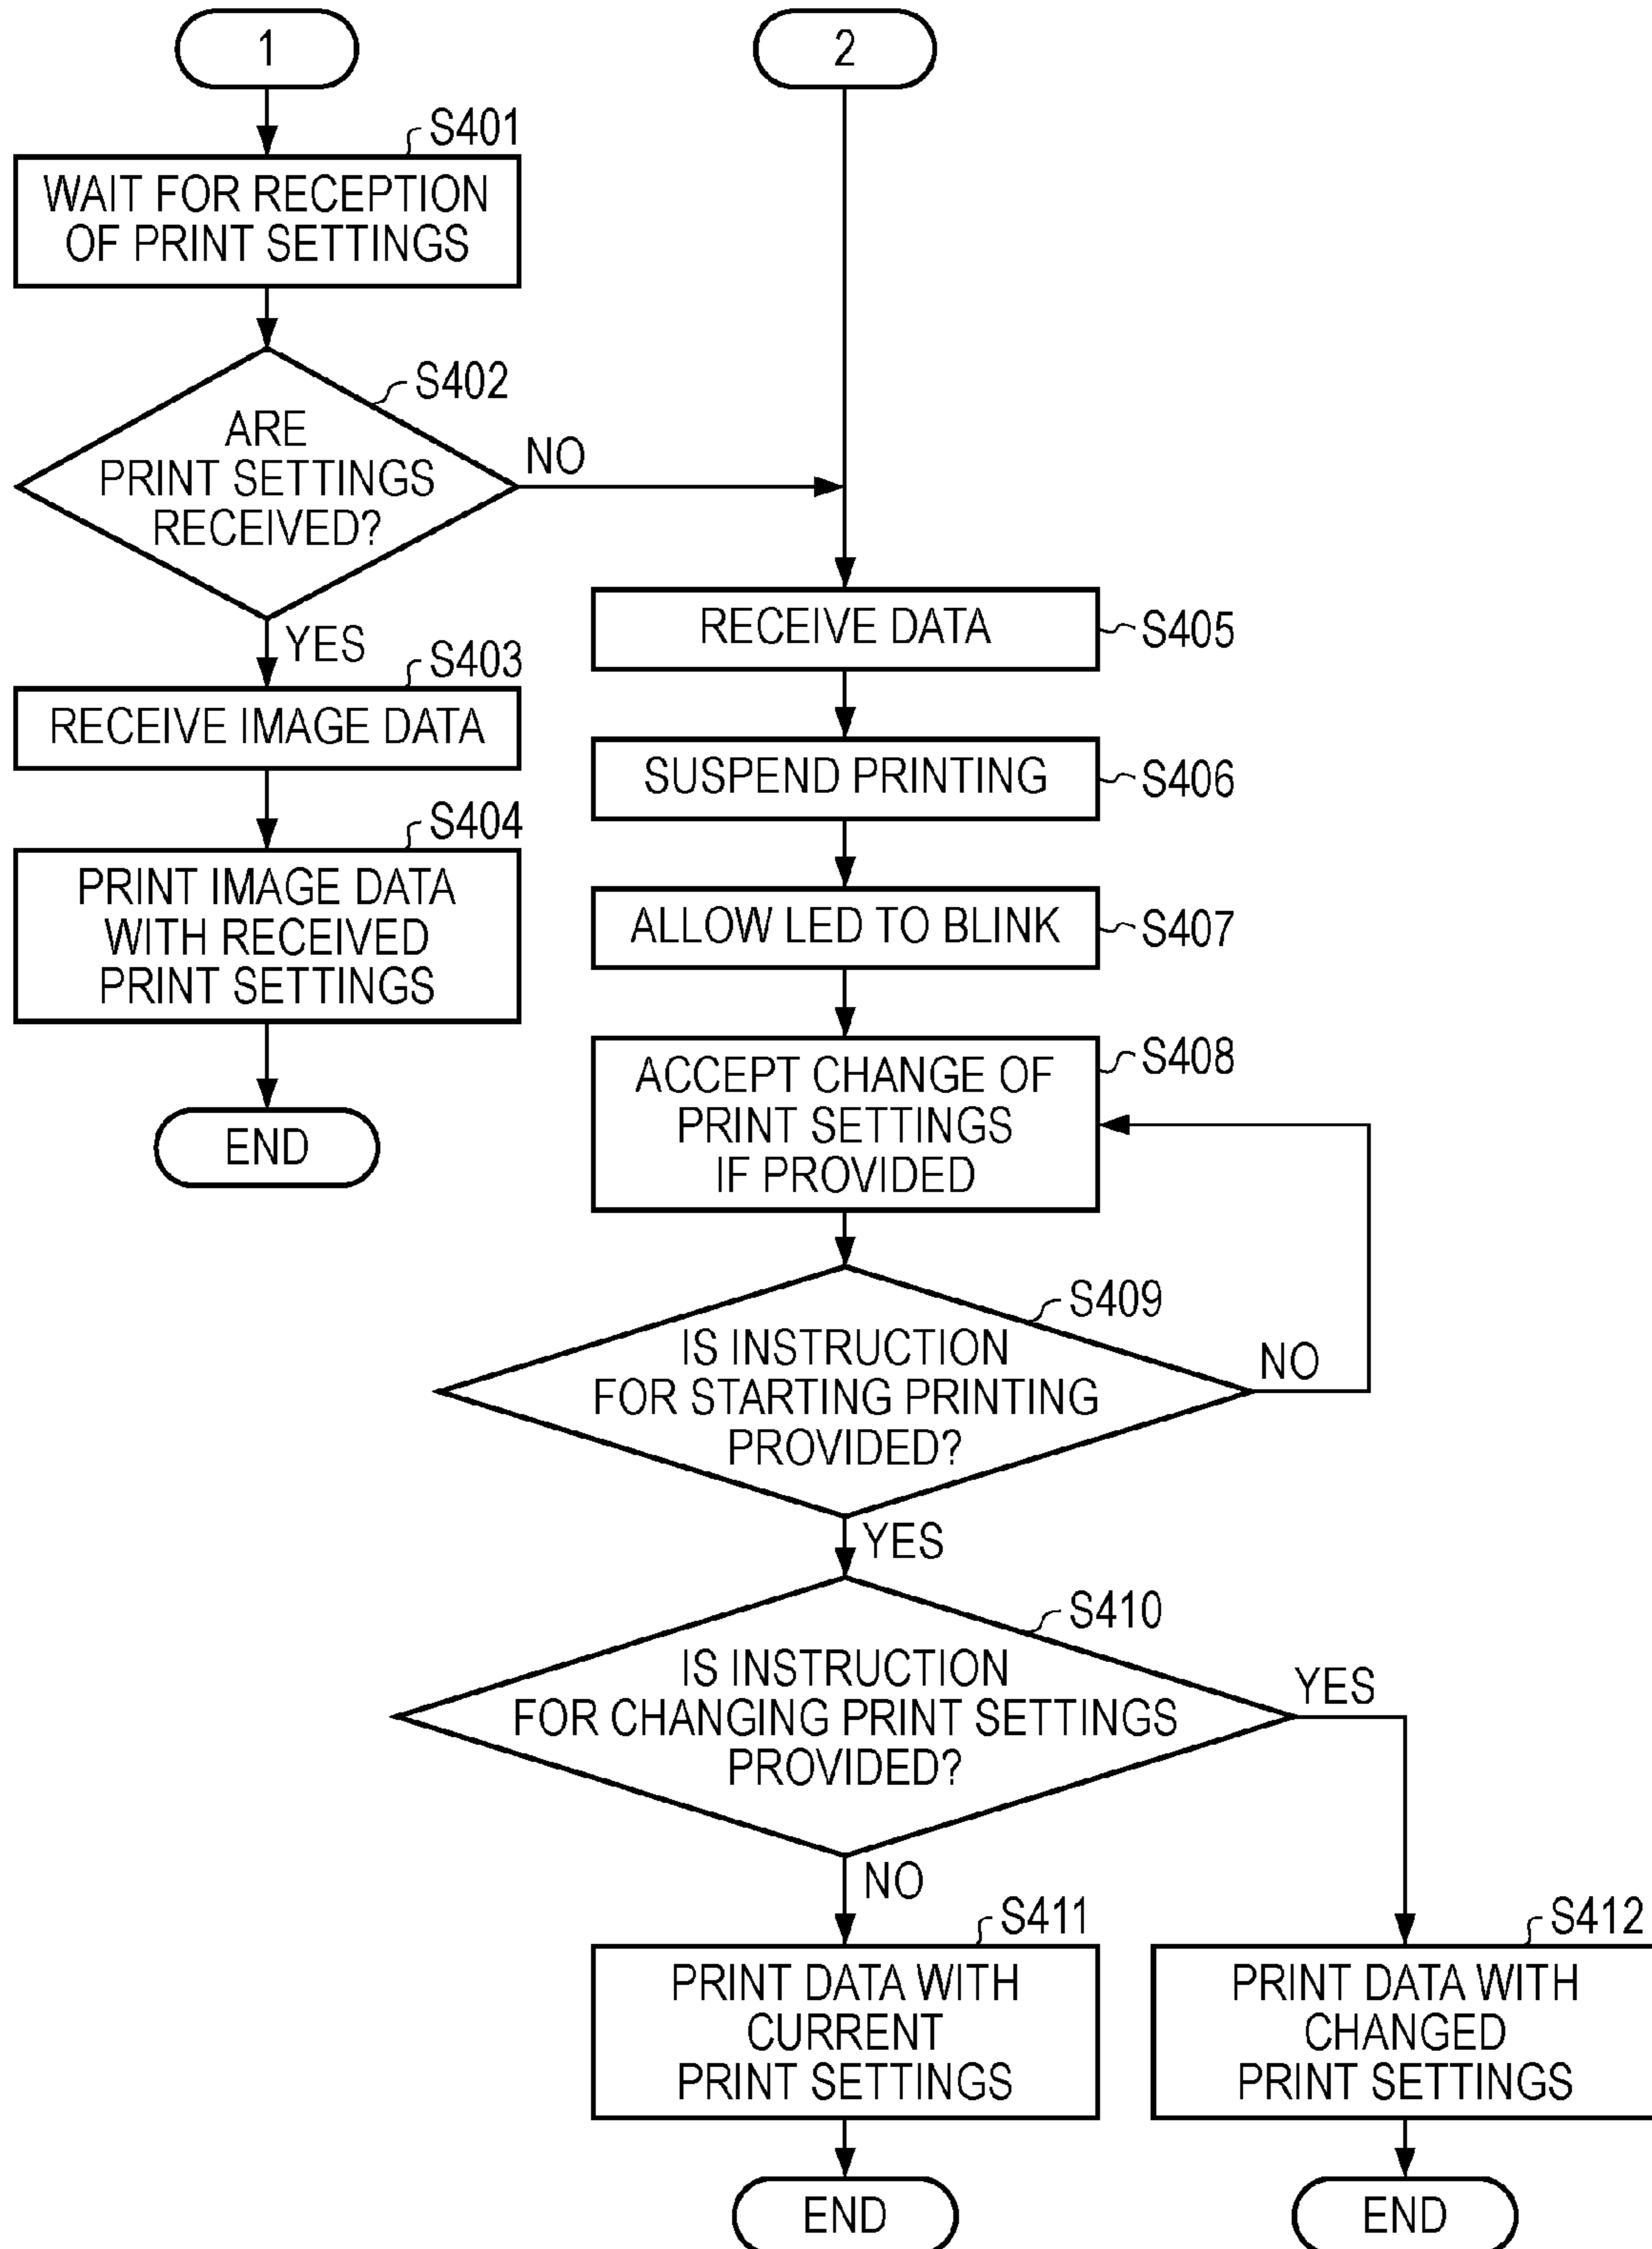 1
S401
WAIT FOR RECEPTION
OF PRINT SETTINGS
S402
ARE
PRINT SETTINGS
RECEIVED?
NO
YES
S403
RECEIVE IMAGE DATA
S404
PRINT IMAGE DATA
WITH RECEIVED
PRINT SETTINGS
END
2
RECEIVE DATA
S405
SUSPEND PRINTING
S406
ALLOW LED TO BLINK
S407
ACCEPT CHANGE OF
PRINT SETTINGS
IF PROVIDED
S408
S409
IS INSTRUCTION
FOR STARTING PRINTING
PROVIDED?
NO
YES
S410
IS INSTRUCTION
FOR CHANGING PRINT SETTINGS
PROVIDED?
YES
NO
S411
PRINT DATA WITH
CURRENT
PRINT SETTINGS
END
S412
PRINT DATA WITH
CHANGED
PRINT SETTINGS
END